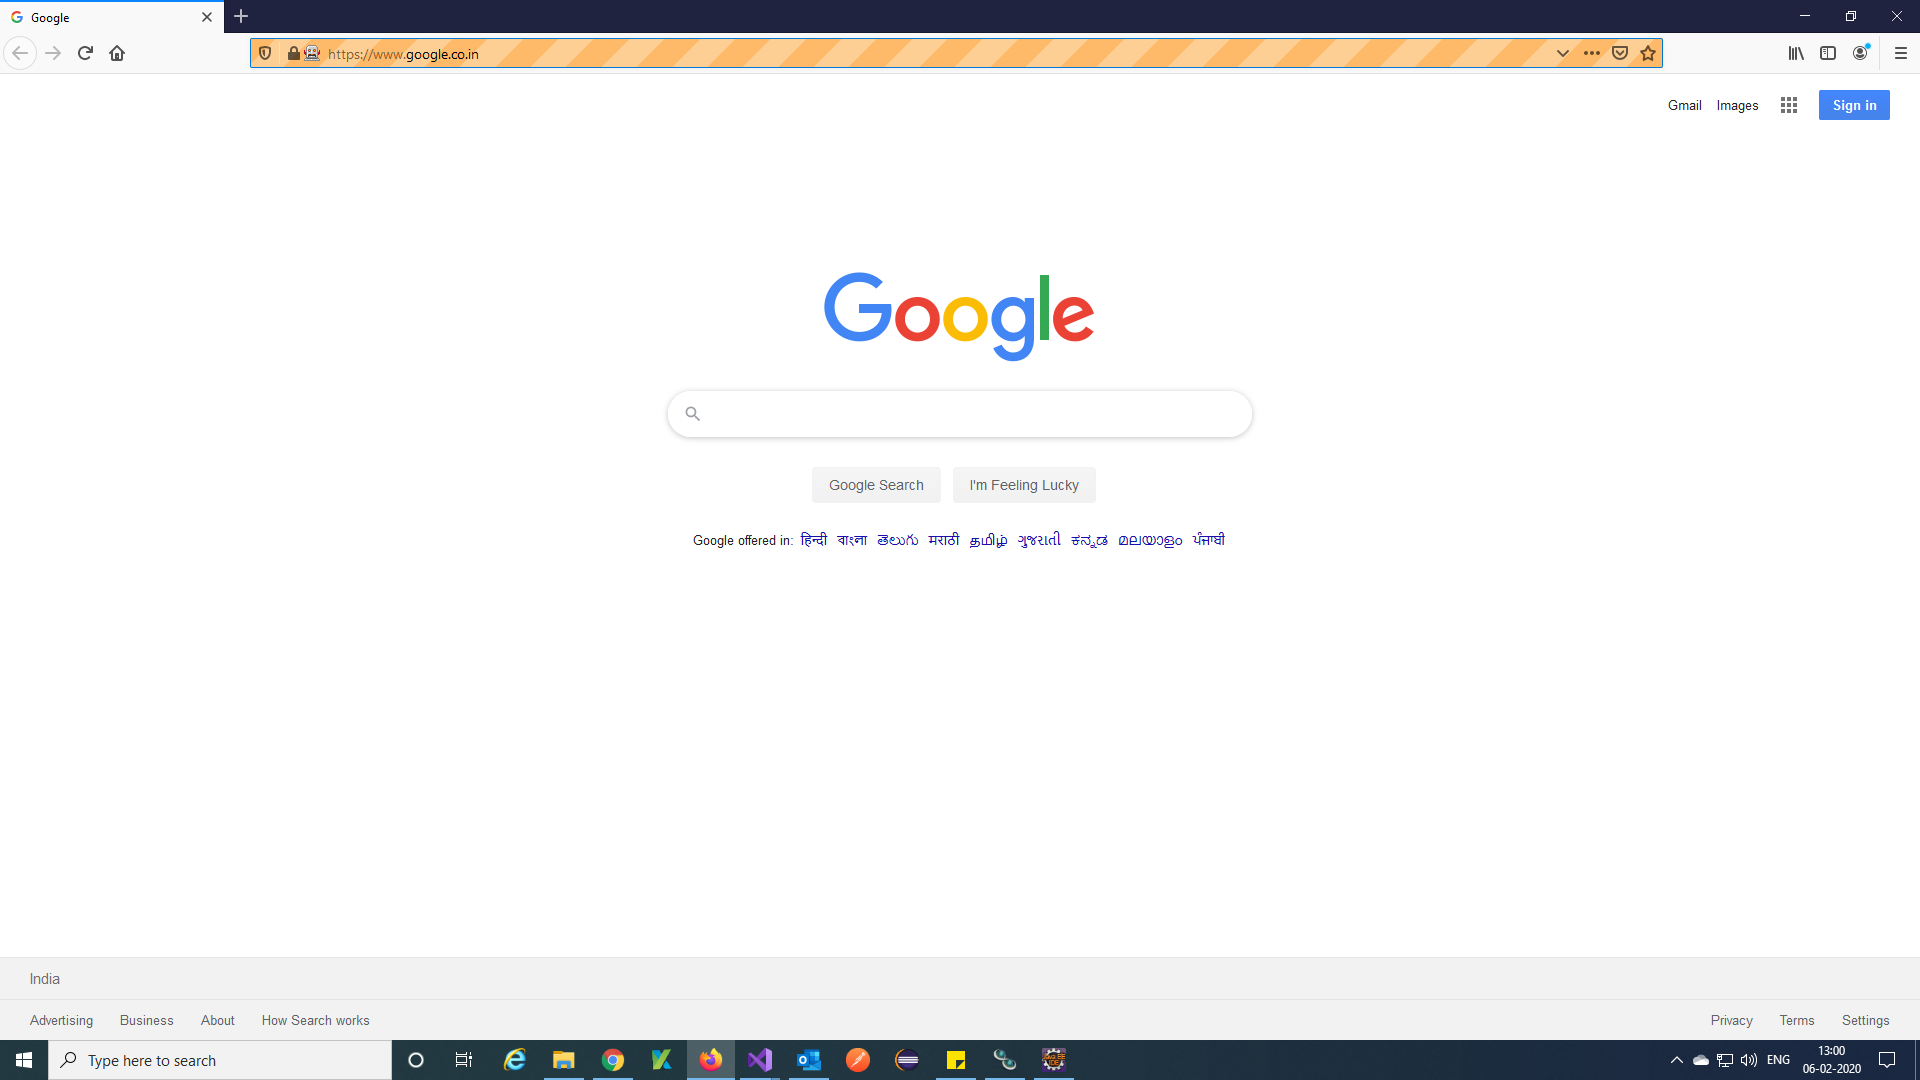 Google
https://www.google.co.in
Gmail Images Sign in
Google
Google Search I'm Feeling Lucky
Google offered in: हिन्दी বাংলা తెలుగు मराठी தமிழ் ગુજરાતી ಕನ್ನಡ മലയാളം ਪੰਜਾਬੀ
India
Advertising Business About How Search works Privacy Terms Settings
Type here to search ENG 13:00
06-02-2020